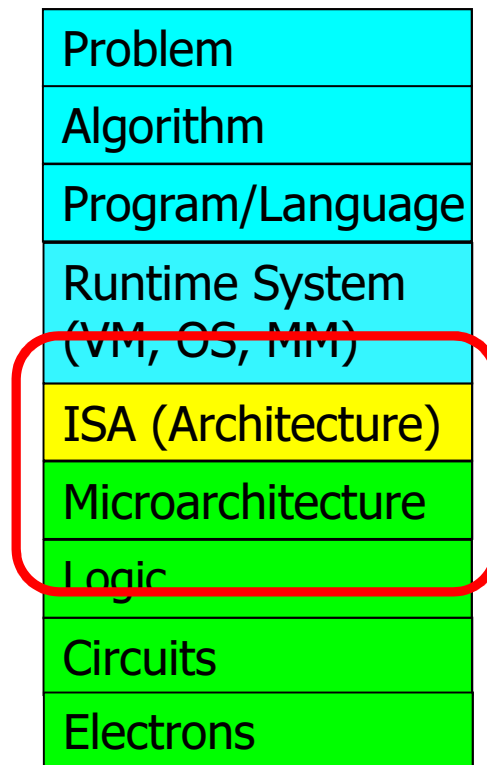 Problem
Algorithm
Program/Language
Runtime System
(VM, OS, MM)
ISA (Architecture)
Microarchitecture
Logic
Circuits
Electrons